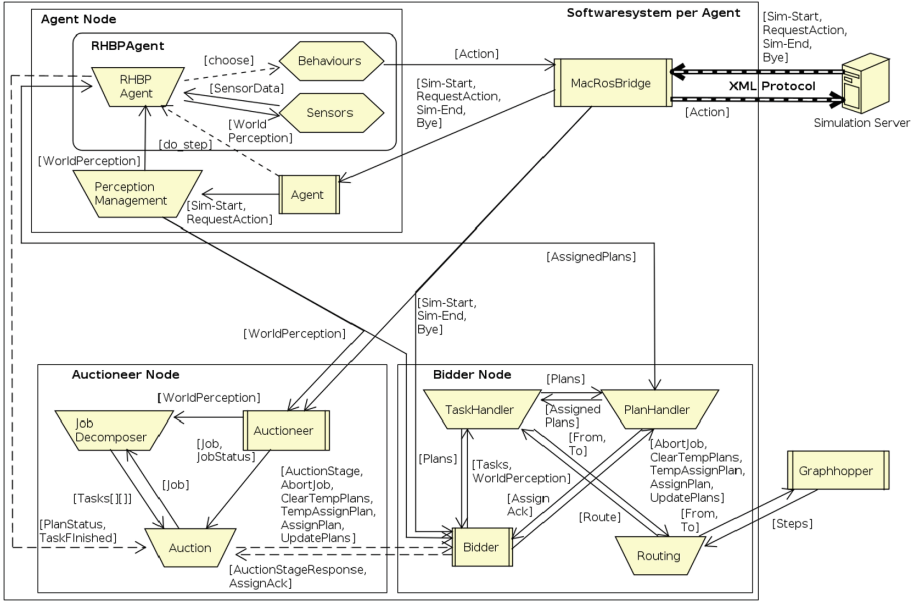 Agent Node
Softwaresystem per Agent
RHBPAgent
RHBP
Agent
[choose]
Behaviours
[SensorData]
Sensors
[World
Perception]
[do_step]
[WorldPerception]
Perception
Management
[Sim-Start,
RequestAction]
Agent
[Action]
[Sim-Start,
RequestAction,
Sim-End,
Bye]
MacRosBridge
[Sim-Start,
RequestAction,
Sim-End,
Bye]
XML Protocol
[Action]
Simulation Server
[AssignedPlans]
[Sim-Start,
Sim-End,
Bye]
[WorldPerception]
Auctioneer Node
[WorldPerception]
Job
Decomposer
Auctioneer
[Job,
JobStatus]
[Tasks[][]]
[Job]
[PlanStatus,
TaskFInished]
Auction
[AuctionStage,
AbortJob,
ClearTempPlans,
TempAssignPlan,
AssignPlan,
UpdatePlans]
[AuctionStageResponse,
AssignAck]
Bidder Node
TaskHandler
[Plans]
[Assigned
Plans]
PlanHandler
[From,
To]
[Plans]
[Tasks,
WorldPerception]
[AbortJob,
ClearTempPlans,
TempAssignPlan,
AssignPlan,
UpdatePlans]
[Assign
Ack]
[Route]
Bidder
Routing
[From,
To]
[Steps]
Graphhopper